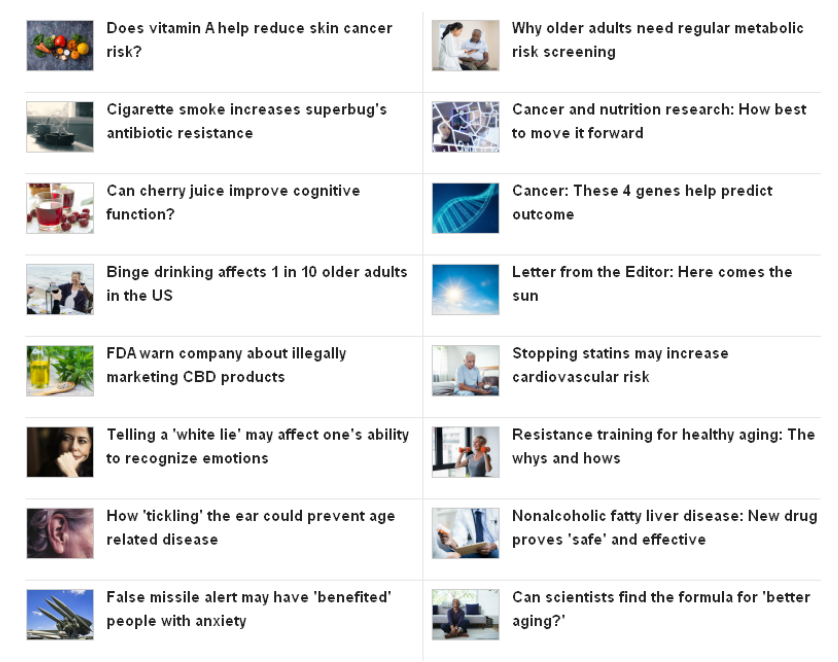 Does vitamin A help reduce skin cancer
risk?
Why older adults need regular metabolic
risk screening
Cigarette smoke increases superbug's
antibiotic resistance
Cancer and nutrition research: How best
to move it forward
Can cherry juice improve cognitive
function?
Cancer: These 4 genes help predict
outcome
Binge drinking affects 1 in 10 older adults
in the US
Letter from the Editor: Here comes the
sun
FDA warn company about illegally
marketing CBD products
Stopping statins may increase
cardiovascular risk
Telling a 'white lie' may affect one's ability
to recognize emotions
Resistance training for healthy aging: The
whys and hows
How 'tickling' the ear could prevent age
related disease
Nonalcoholic fatty liver disease: New drug
proves 'safe' and effective
False missile alert may have 'benefited'
people with anxiety
Can scientists find the formula for 'better
aging?'